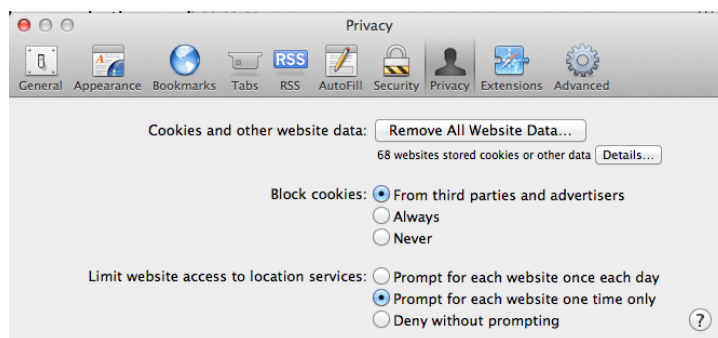 Privacy
RSS
General Appearance Bookmarks Tabs RSS AutoFill Security Privacy Extensions Advanced
Cookies and other website data: Remove All Website Data...
68 websites stored cookies or other data Details...
Block cookies: From third parties and advertisers
Always
Never
Limit website access to location services: Prompt for each website once each day
Prompt for each website one time only
Deny without prompting ?